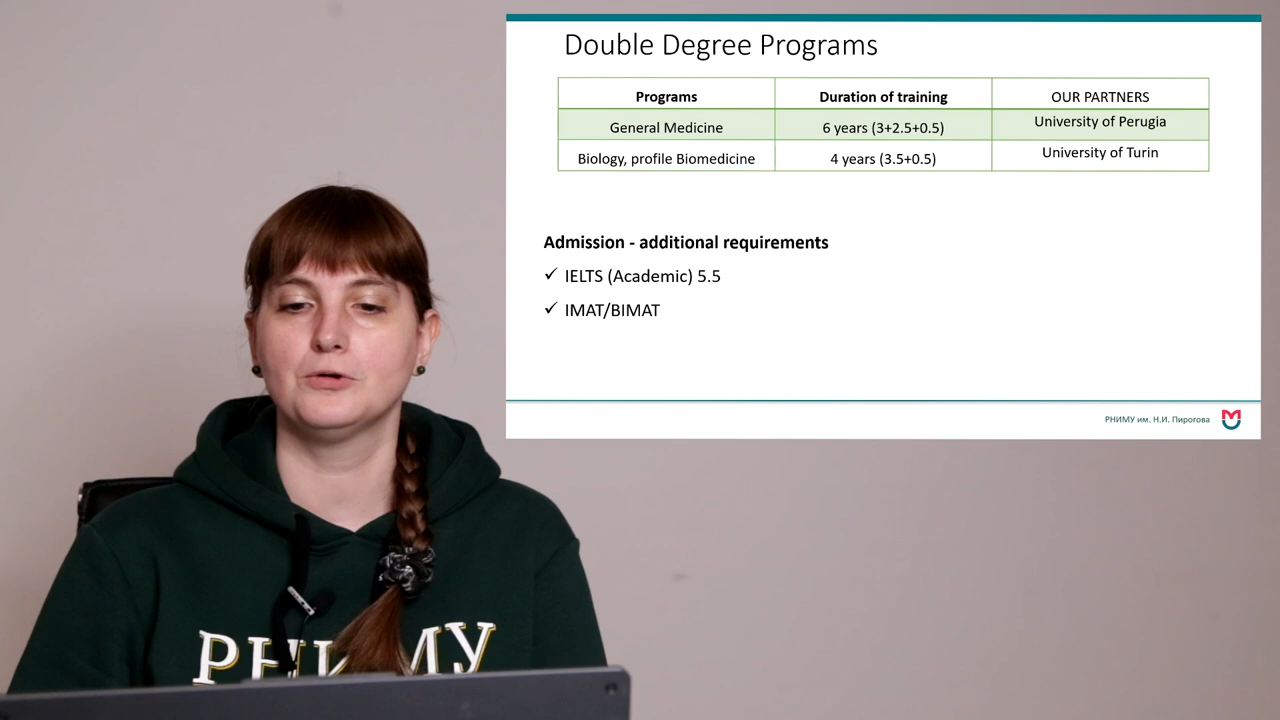 Double Degree Programs
Programs Duration of training OUR PARTNERS
General Medicine 6 years (3+2.5+0.5) University of Perugia
Biology, profile Biomedicine 4 years (3.5+0.5) University of Turin
Admission - additional requirements
✓ IELTS (Academic) 5.5
✓ IMAT/BIMAT
РНИМУ им. Н.И. Пирогова
РНИМУ